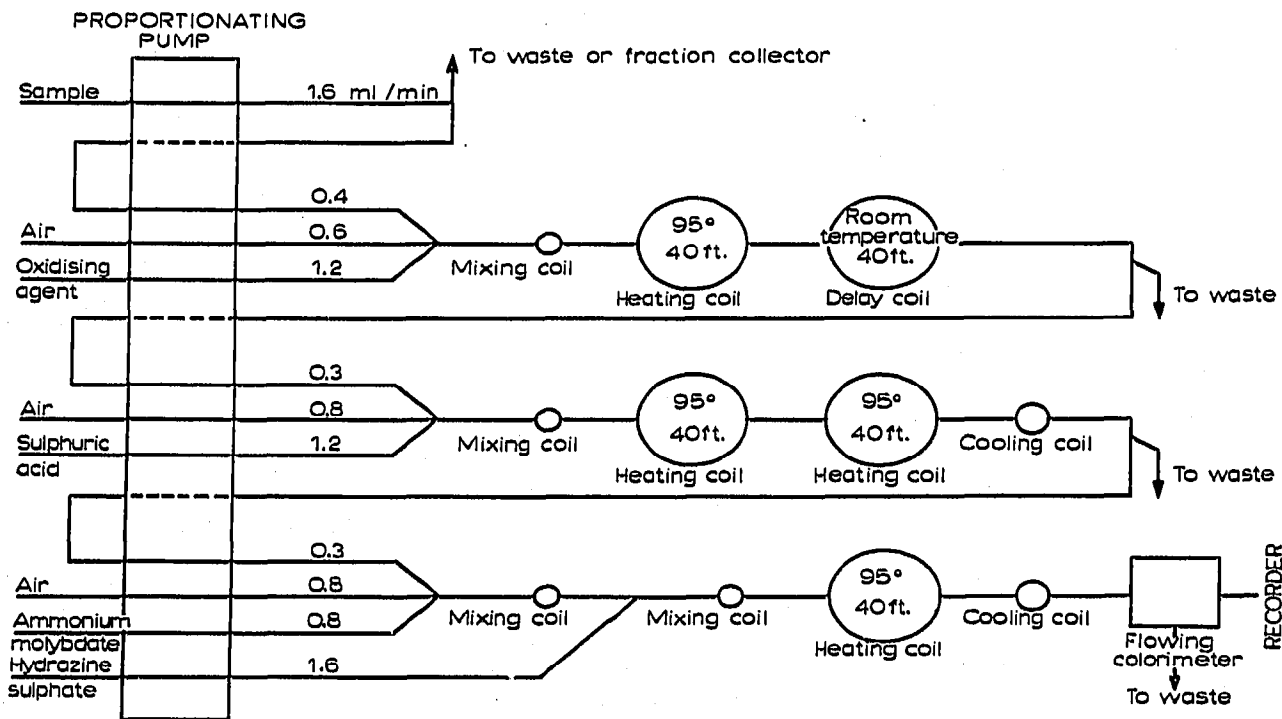 PROPORTIONATING
PUMP
To waste or fraction collector
Sample
1.6 ml/min
0.4
Air
0.6
Oxidising
agent
1.2
Mixing coil
95°
40ft.
Heating coil
Room
temperature
40ft.
Delay coil
To waste
0.3
Air
0.8
Sulphuric
acid
1.2
Mixing coil
95°
40ft.
Heating coil
95°
40ft.
Heating coil
Cooling coil
To waste
0.3
Air
0.8
Ammonium
molybdate
0.8
Hydrazine
sulphate
1.6
Mixing coil
Mixing coil
95°
40ft.
Heating coil
Cooling coil
Flowing
colorimeter
To waste
RECORDER